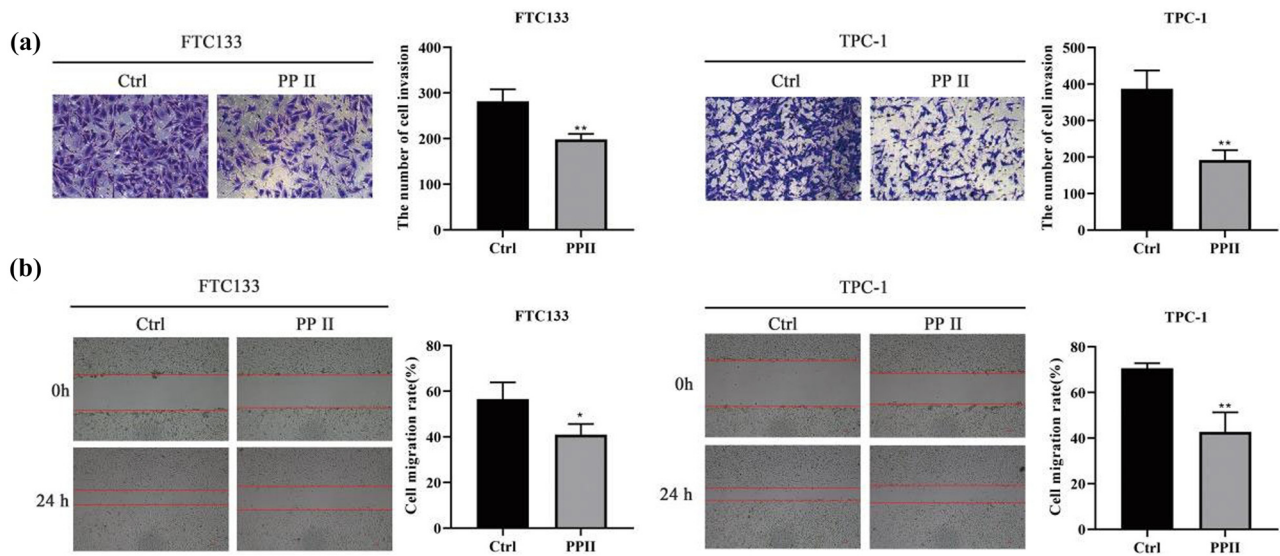 (a)
FTC133
Ctrl
PP II
FTC133
The number of cell invasion
400
300
200
100
0
**
Ctrl
PPII
TPC-1
Ctrl
PP II
TPC-1
The number of cell invasion
500
400
300
200
100
0
**
Ctrl
PPII
(b)
FTC133
Ctrl
PP II
0h
24 h
FTC133
Cell migration rate(%)
80
60
40
20
0
*
Ctrl
PPII
TPC-1
Ctrl
PP II
0h
24 h
TPC-1
Cell migration rate(%)
80
60
40
20
0
**
Ctrl
PPII